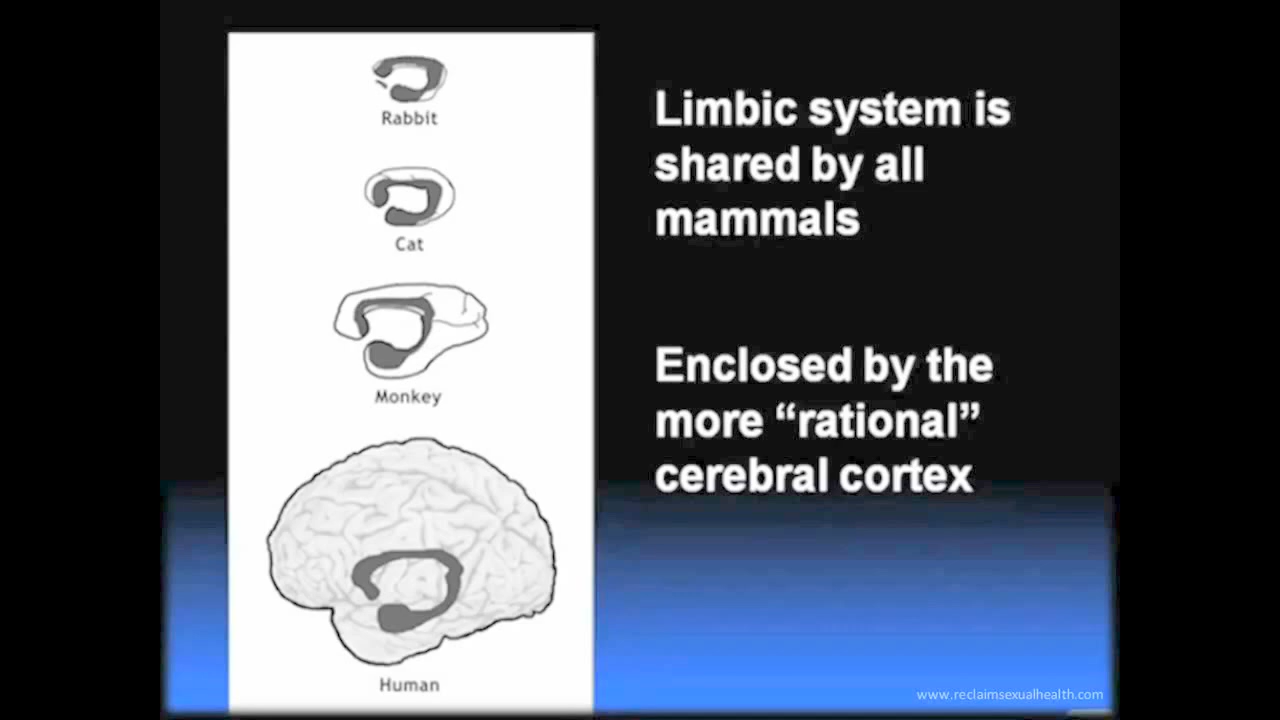 Rabbit
Cat
Monkey
Human
Limbic system is
shared by all
mammals
Enclosed by the
more “rational”
cerebral cortex
www.reclaimsexualhealth.com